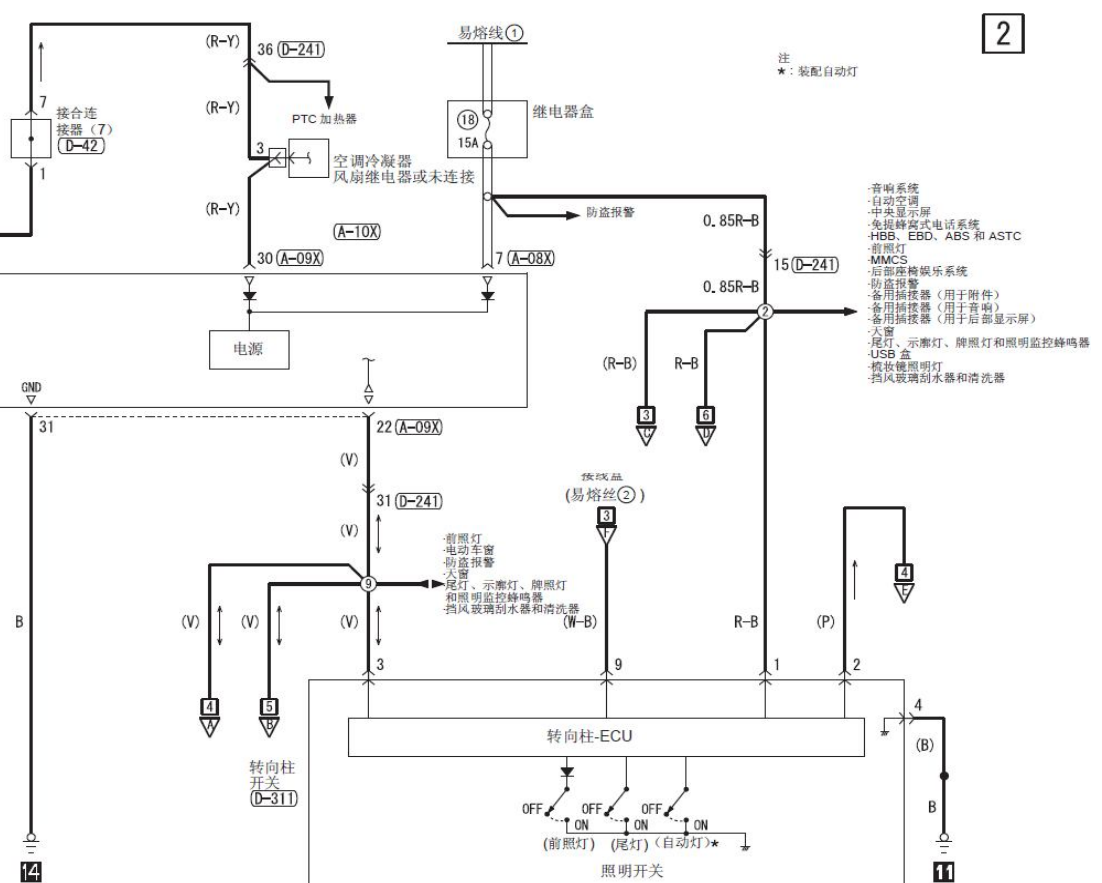 易熔线①
2
(R-Y)
36 (D-241)
注
*：装配自动灯
7
接合连
接器（7）
(D-42)
1
(R-Y)
PTC 加热器
⑱
15A
继电器盒
3
空调冷凝器
风扇继电器或未连接
(R-Y)
(A-10X)
防盗报警
0.85R-B
30 (A-09X)
7 (A-08X)
15 (D-241)
0.85R-B
·音响系统
·自动空调
·中央显示屏
·免提蜂窝式电话系统
·HBB、EBD、ABS 和 ASTC
·前照灯
·MMCS
·后部座椅娱乐系统
·防盗报警
·备用插接器（用于附件）
·备用插接器（用于音响）
·备用插接器（用于后部显示屏）
·天窗
·尾灯、示廓灯、牌照灯和照明监控蜂鸣器
·USB 盒
·梳妆镜照明灯
·挡风玻璃刮水器和清洗器
②
电源
(R-B)
R-B
GND
3
C
6
D
31
22 (A-09X)
(V)
接线盒
(易熔丝②)
3
F
31 (D-241)
(V)
·前照灯
·电动车窗
·防盗报警
·天窗
·尾灯、示廓灯、牌照灯
和照明监控蜂鸣器
·挡风玻璃刮水器和清洗器
⑨
4
E
B
(V)
(V)
(V)
(W-B)
R-B
(P)
3
9
1
2
4
A
5
B
转向柱
开关
(D-311)
转向柱-ECU
4
(B)
OFF
OFF
OFF
ON
ON
ON
(前照灯)
(尾灯)
(自动灯)*
照明开关
B
14
11